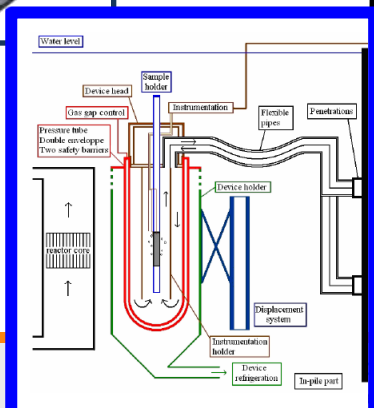 Water level
Sample
holder
Device head
Instrumentation
Gas gap control
Flexible
pipes
Penetrations
Pressure tube
Double enveloppe
Two safety barriers
Device holder
reactor core
Displacement
system
Instrumentation
holder
Device
refrigeration
In-pile part